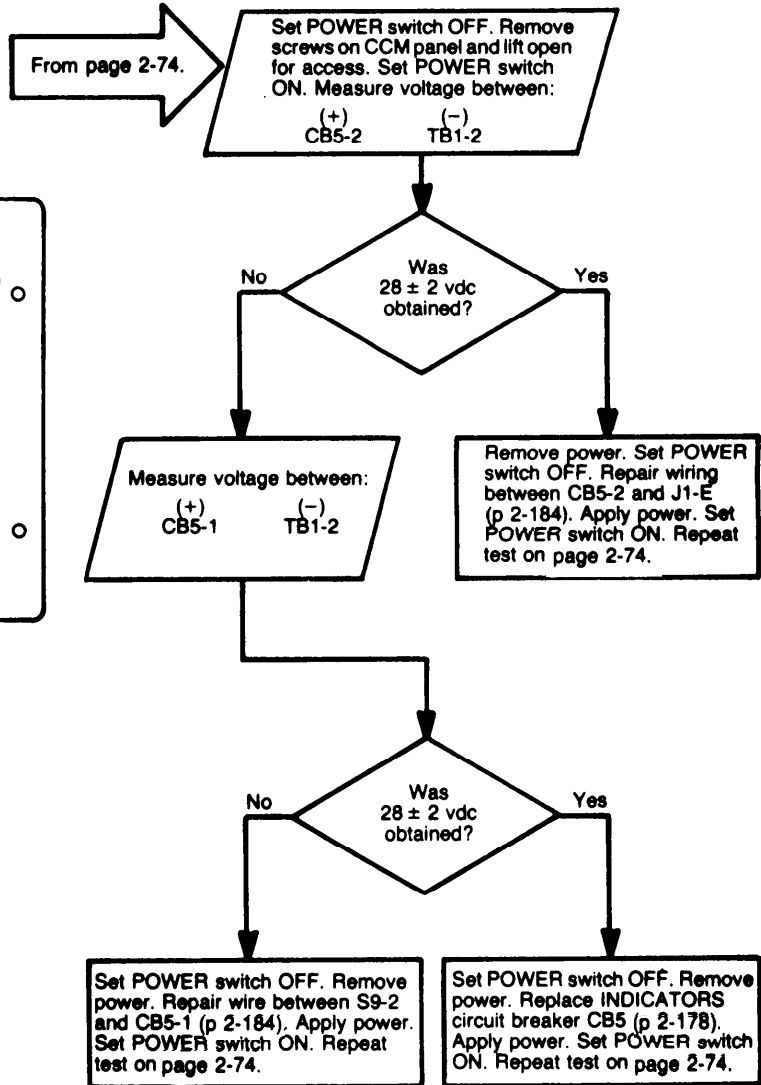 From page 2-74.
Set POWER switch OFF. Remove
screws on CCM panel and lift open
for access. Set POWER switch
ON. Measure voltage between:
(+) (−)
CB5-2 TB1-2
Was
28 ± 2 vdc
obtained?
No
Yes
Measure voltage between:
(+) (−)
CB5-1 TB1-2
Remove power. Set POWER
switch OFF. Repair wiring
between CB5-2 and J1-E
(p 2-184). Apply power. Set
POWER switch ON. Repeat
test on page 2-74.
Was
28 ± 2 vdc
obtained?
No
Yes
Set POWER switch OFF. Remove
power. Repair wire between S9-2
and CB5-1 (p 2-184). Apply power.
Set POWER switch ON. Repeat
test on page 2-74.
Set POWER switch OFF. Remove
power. Replace INDICATORS
circuit breaker CB5 (p 2-178).
Apply power. Set POWER switch
ON. Repeat test on page 2-74.